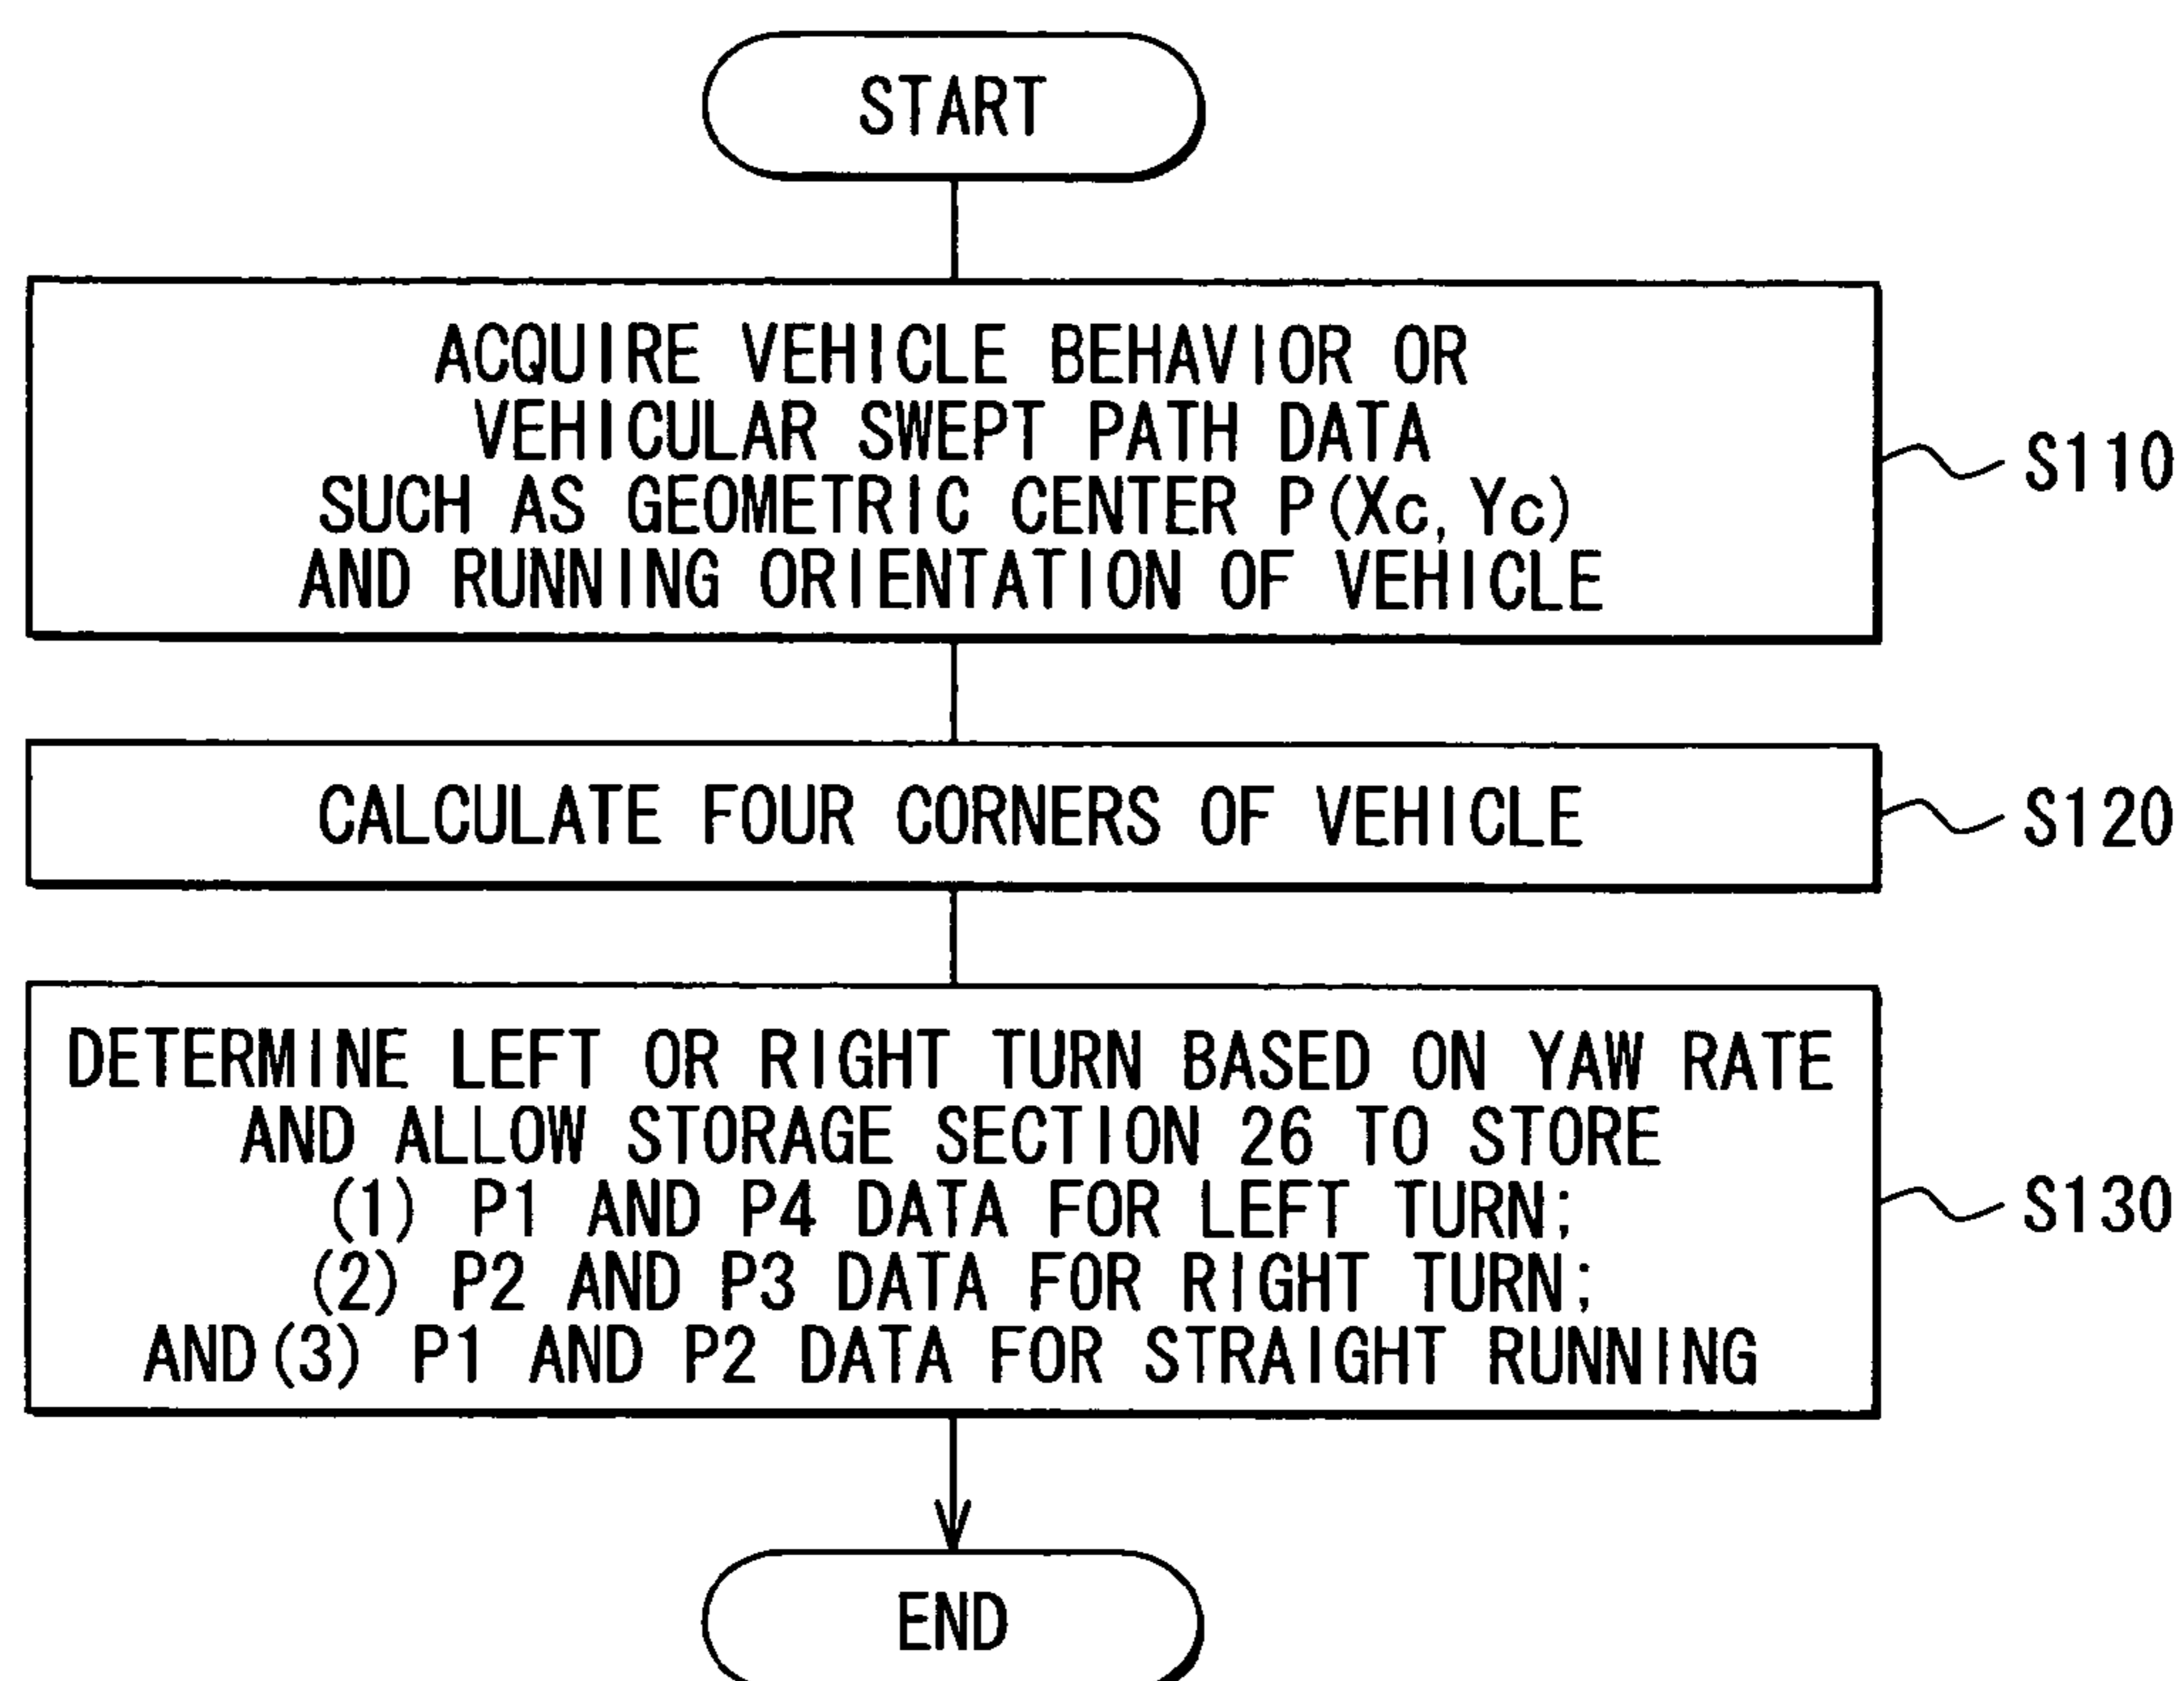 START
ACQUIRE VEHICLE BEHAVIOR OR
VEHICULAR SWEPT PATH DATA
SUCH AS GEOMETRIC CENTER P(Xc, Yc)
AND RUNNING ORIENTATION OF VEHICLE
S110
CALCULATE FOUR CORNERS OF VEHICLE
S120
DETERMINE LEFT OR RIGHT TURN BASED ON YAW RATE
AND ALLOW STORAGE SECTION 26 TO STORE
(1) P1 AND P4 DATA FOR LEFT TURN;
(2) P2 AND P3 DATA FOR RIGHT TURN;
AND(3) P1 AND P2 DATA FOR STRAIGHT RUNNING
S130
END